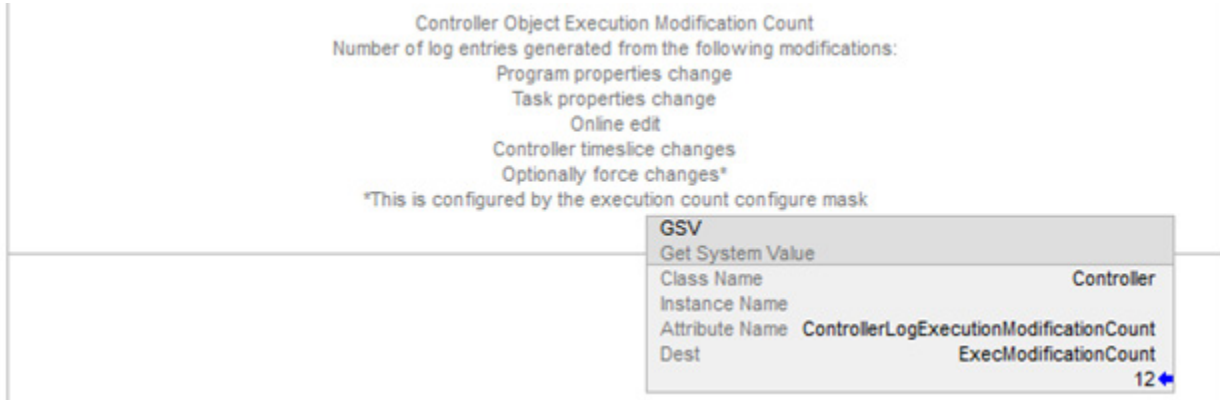 Controller Object Execution Modification Count
Number of log entries generated from the following modifications:
Program properties change
Task properties change
Online edit
Controller timeslice changes
Optionally force changes*
*This is configured by the execution count configure mask
GSV
Get System Value
Class Name Controller
Instance Name
Attribute Name ControllerLogExecutionModificationCount
Dest ExecModificationCount
12